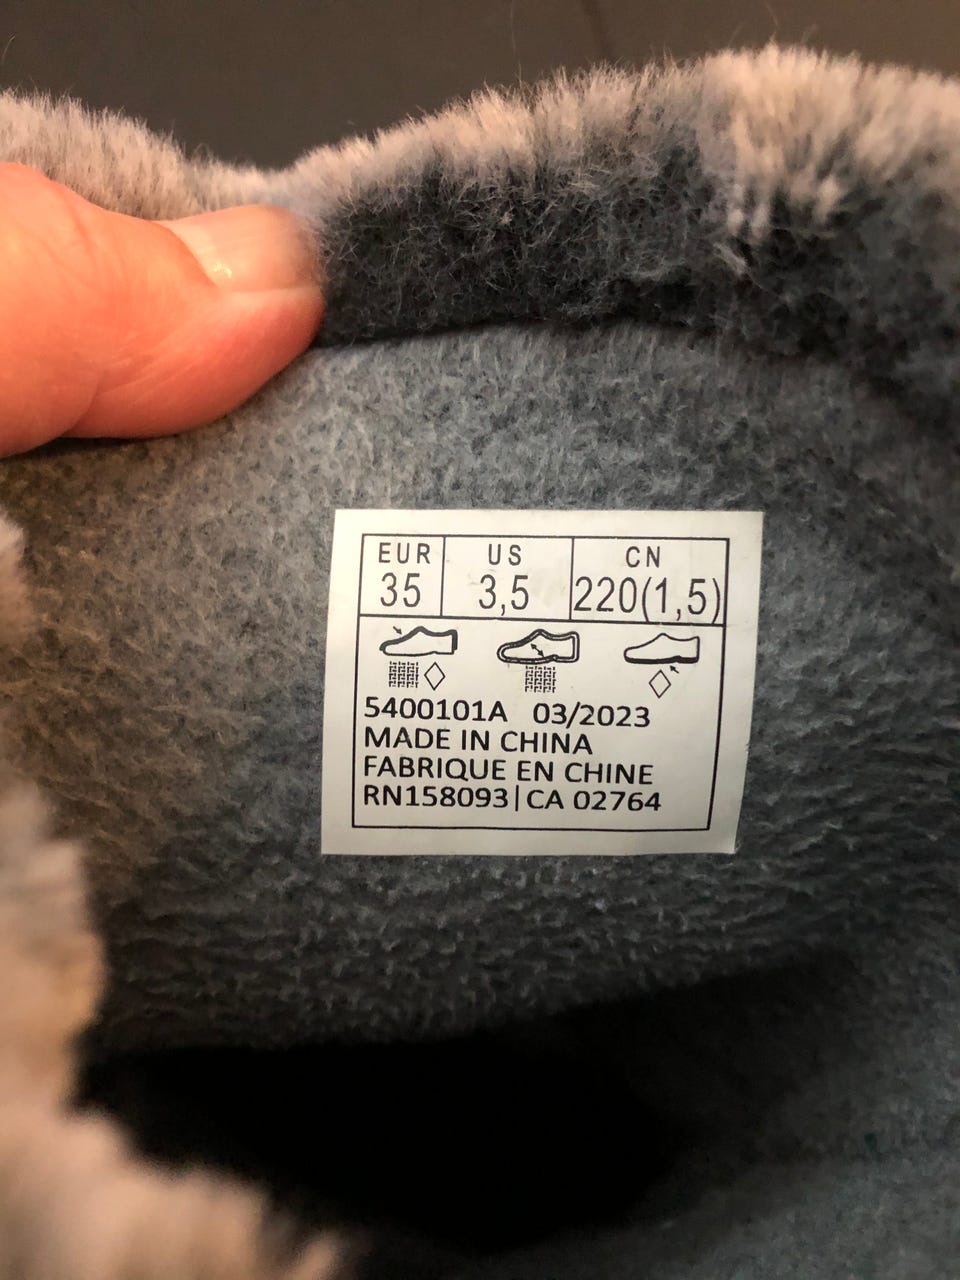 EUR US CN
35 3,5 220(1,5)
5400101A 03/2023
MADE IN CHINA
FABRIQUE EN CHINE
RN158093|CA 02764